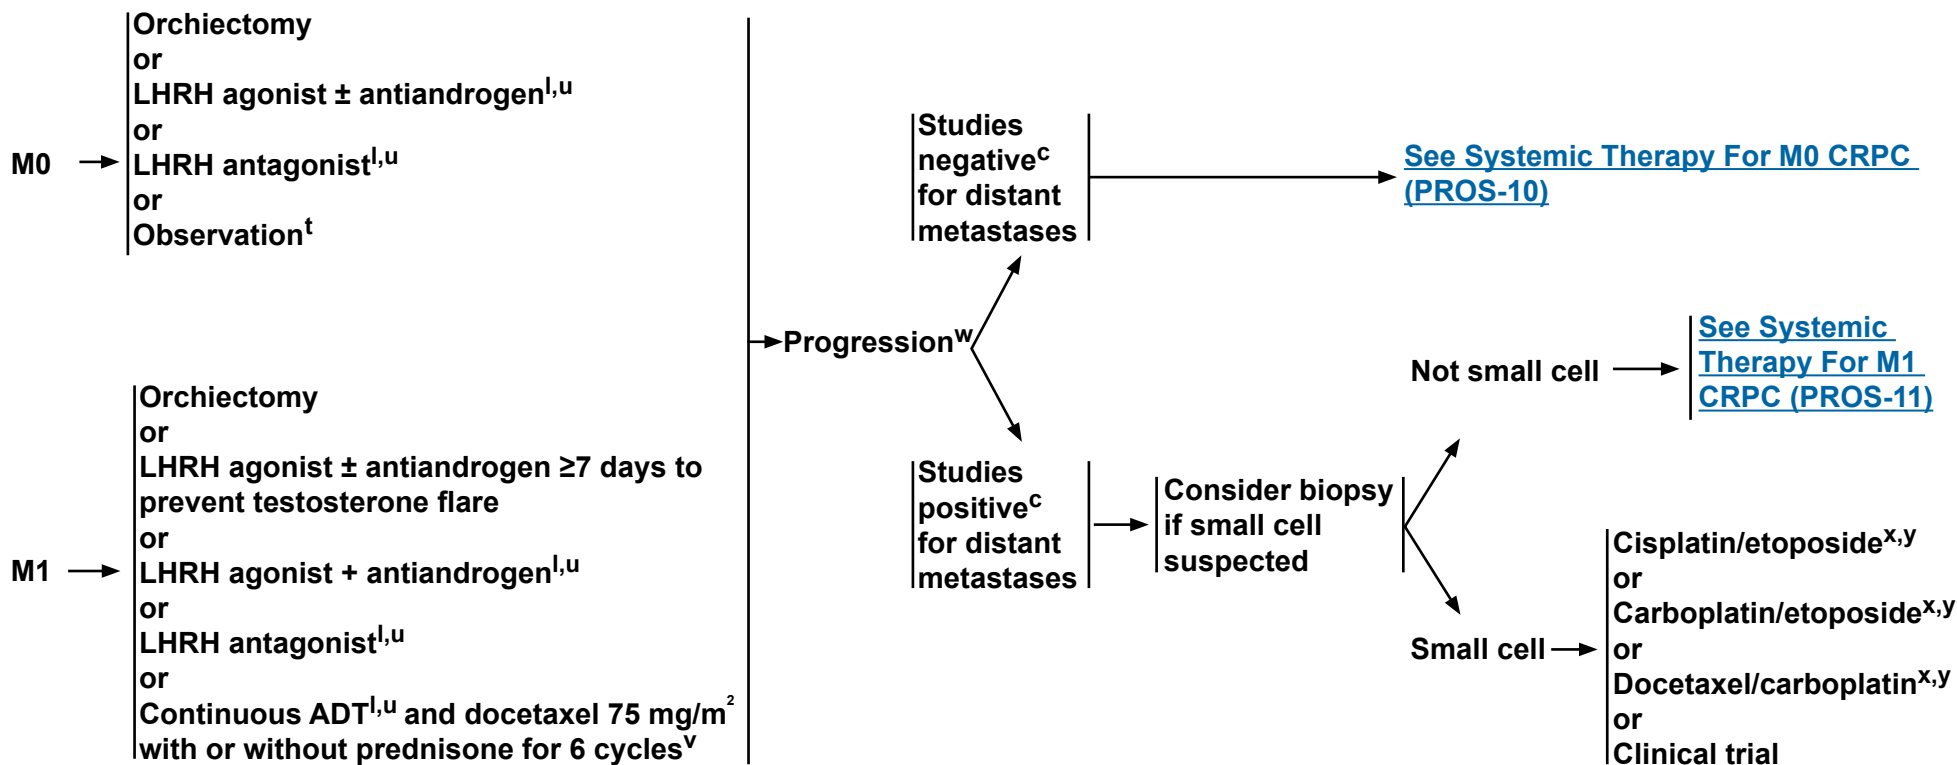 M0
Orchiectomy
or
LHRH agonist ± antiandrogenl,u
or
LHRH antagonistl,u
or
Observationt
M1
Orchiectomy
or
LHRH agonist ± antiandrogen ≥7 days to
prevent testosterone flare
or
LHRH agonist + antiandrogenl,u
or
LHRH antagonistl,u
or
Continuous ADTl,u and docetaxel 75 mg/m²
with or without prednisone for 6 cyclesv
Progressionw
Studies
negativec
for distant
metastases
See Systemic Therapy For M0 CRPC
(PROS-10)
Studies
positivec
for distant
metastases
Consider biopsy
if small cell
suspected
Not small cell
See Systemic
Therapy For M1
CRPC (PROS-11)
Small cell
Cisplatin/etoposidex,y
or
Carboplatin/etoposidex,y
or
Docetaxel/carboplatinx,y
or
Clinical trial